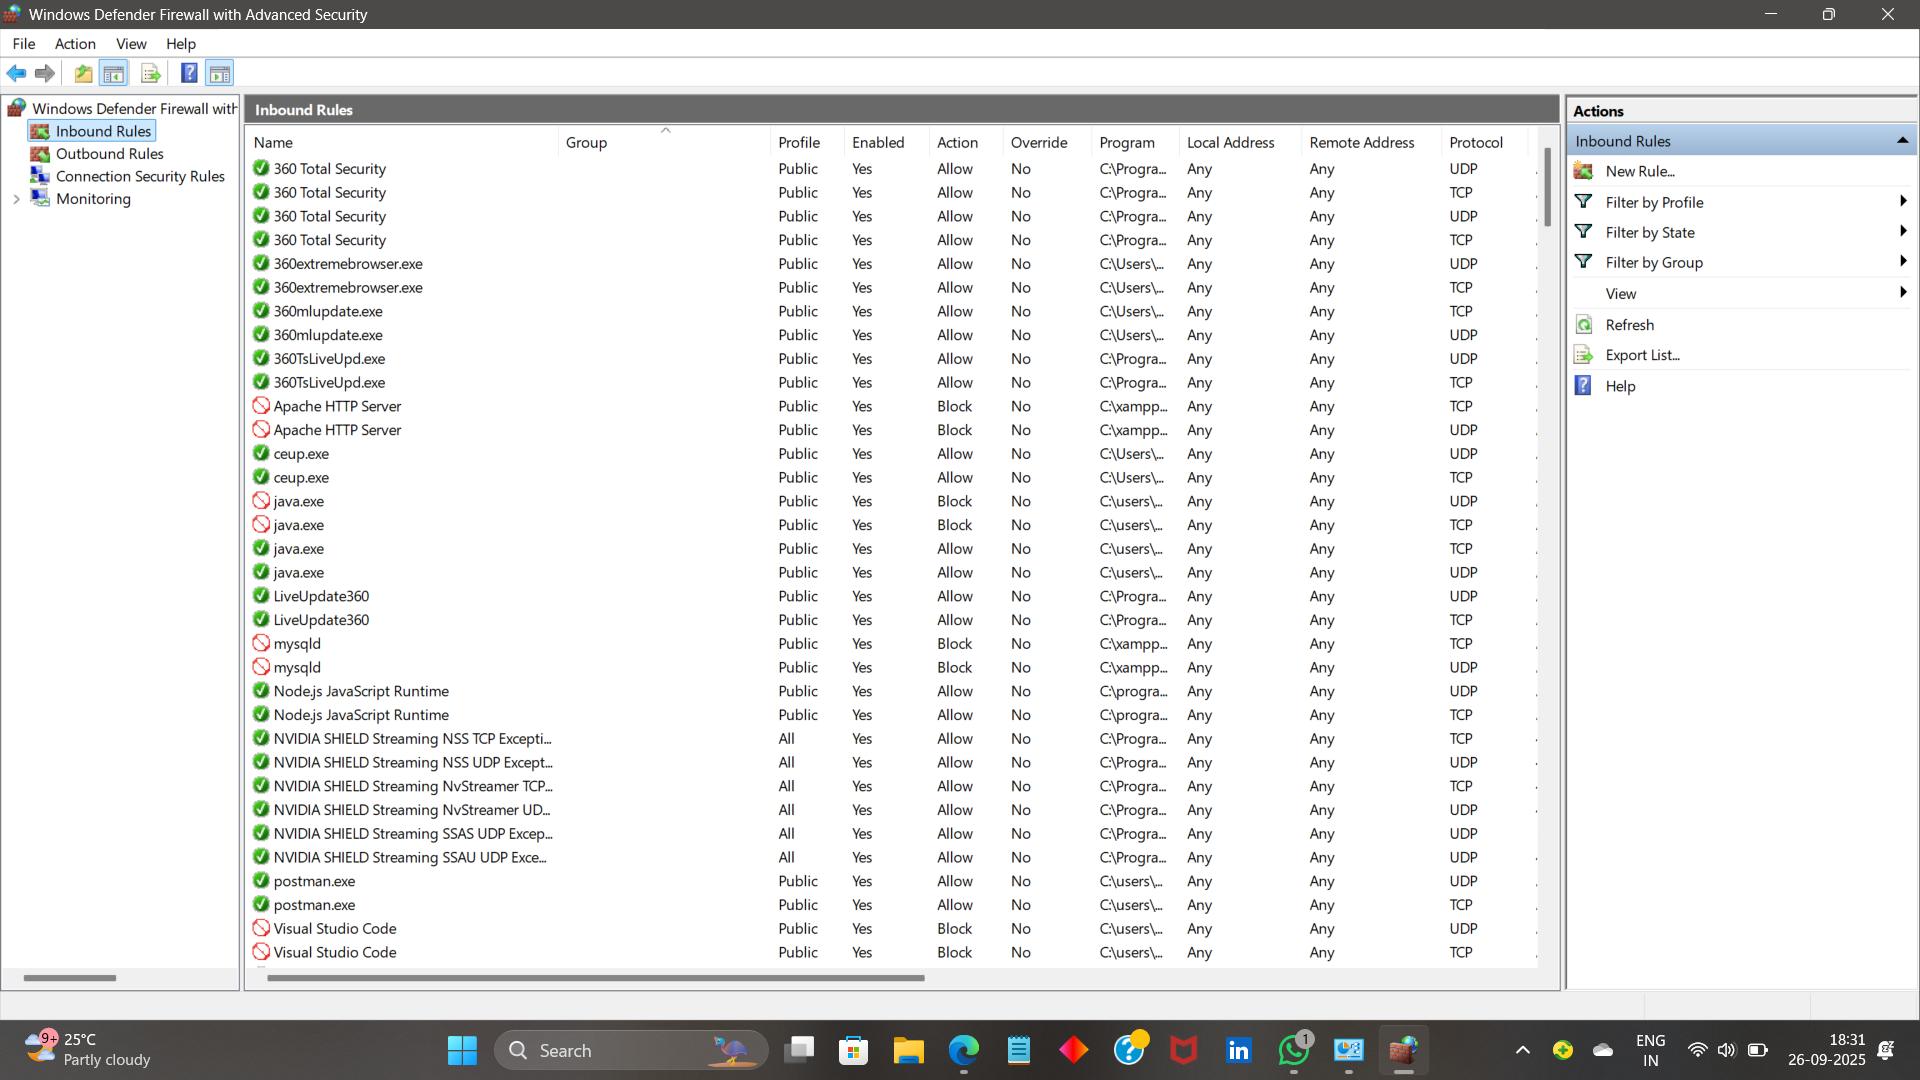 Windows Defender Firewall with Advanced Security
File Action View Help
Windows Defender Firewall with
Inbound Rules
Outbound Rules
Connection Security Rules
Monitoring
Inbound Rules
Name Group Profile Enabled Action Override Program Local Address Remote Address Protocol
360 Total Security Public Yes Allow No C:\Progra... Any Any UDP
360 Total Security Public Yes Allow No C:\Progra... Any Any TCP
360 Total Security Public Yes Allow No C:\Progra... Any Any UDP
360 Total Security Public Yes Allow No C:\Progra... Any Any TCP
360extremebrowser.exe Public Yes Allow No C:\Users\... Any Any UDP
360extremebrowser.exe Public Yes Allow No C:\Users\... Any Any TCP
360mlupdate.exe Public Yes Allow No C:\Users\... Any Any TCP
360mlupdate.exe Public Yes Allow No C:\Users\... Any Any UDP
360TsLiveUpd.exe Public Yes Allow No C:\Progra... Any Any UDP
360TsLiveUpd.exe Public Yes Allow No C:\Progra... Any Any TCP
Apache HTTP Server Public Yes Block No C:\xampp... Any Any TCP
Apache HTTP Server Public Yes Block No C:\xampp... Any Any UDP
ceup.exe Public Yes Allow No C:\Users\... Any Any UDP
ceup.exe Public Yes Allow No C:\Users\... Any Any TCP
java.exe Public Yes Block No C:\users\... Any Any UDP
java.exe Public Yes Block No C:\users\... Any Any TCP
java.exe Public Yes Allow No C:\users\... Any Any TCP
java.exe Public Yes Allow No C:\users\... Any Any UDP
LiveUpdate360 Public Yes Allow No C:\Progra... Any Any UDP
LiveUpdate360 Public Yes Allow No C:\Progra... Any Any TCP
mysqld Public Yes Block No C:\xampp... Any Any TCP
mysqld Public Yes Block No C:\xampp... Any Any UDP
Node.js JavaScript Runtime Public Yes Allow No C:\progra... Any Any UDP
Node.js JavaScript Runtime Public Yes Allow No C:\progra... Any Any TCP
NVIDIA SHIELD Streaming NSS TCP Excepti... All Yes Allow No C:\Progra... Any Any TCP
NVIDIA SHIELD Streaming NSS UDP Except... All Yes Allow No C:\Progra... Any Any UDP
NVIDIA SHIELD Streaming NvStreamer TCP... All Yes Allow No C:\Progra... Any Any TCP
NVIDIA SHIELD Streaming NvStreamer UD... All Yes Allow No C:\Progra... Any Any UDP
NVIDIA SHIELD Streaming SSAS UDP Excep... All Yes Allow No C:\Progra... Any Any UDP
NVIDIA SHIELD Streaming SSAU UDP Exce... All Yes Allow No C:\Progra... Any Any UDP
postman.exe Public Yes Allow No C:\users\... Any Any UDP
postman.exe Public Yes Allow No C:\users\... Any Any TCP
Visual Studio Code Public Yes Block No C:\users\... Any Any UDP
Visual Studio Code Public Yes Block No C:\users\... Any Any TCP
Actions
Inbound Rules
New Rule...
Filter by Profile
Filter by State
Filter by Group
View
Refresh
Export List...
Help
9+
25°C
Partly cloudy
Search
1
ENG
IN
18:31
26-09-2025